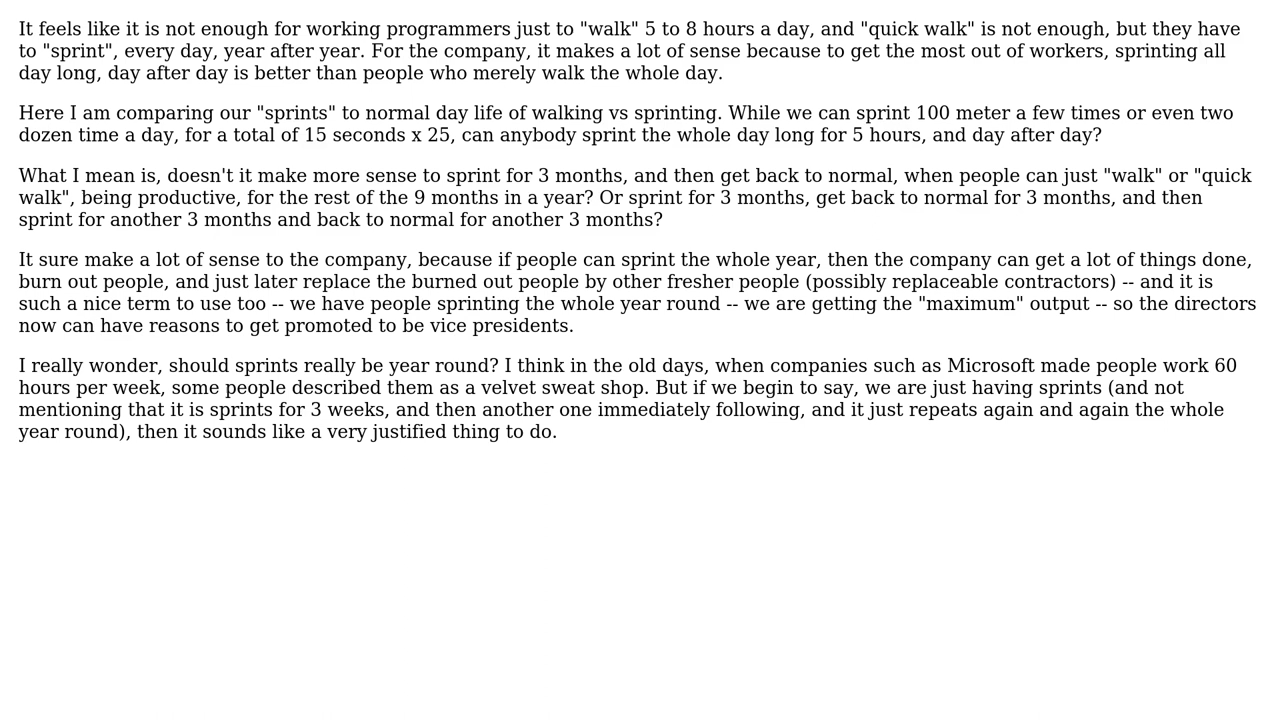 It feels like it is not enough for working programmers just to "walk" 5 to 8 hours a day, and "quick walk" is not enough, but they have
to "sprint", every day, year after year. For the company, it makes a lot of sense because to get the most out of workers, sprinting all
day long, day after day is better than people who merely walk the whole day.
Here I am comparing our "sprints" to normal day life of walking vs sprinting. While we can sprint 100 meter a few times or even two
dozen time a day, for a total of 15 seconds x 25, can anybody sprint the whole day long for 5 hours, and day after day?
What I mean is, doesn't it make more sense to sprint for 3 months, and then get back to normal, when people can just "walk" or "quick
walk", being productive, for the rest of the 9 months in a year? Or sprint for 3 months, get back to normal for 3 months, and then
sprint for another 3 months and back to normal for another 3 months?
It sure make a lot of sense to the company, because if people can sprint the whole year, then the company can get a lot of things done,
burn out people, and just later replace the burned out people by other fresher people (possibly replaceable contractors) -- and it is
such a nice term to use too -- we have people sprinting the whole year round -- we are getting the "maximum" output -- so the directors
now can have reasons to get promoted to be vice presidents.
I really wonder, should sprints really be year round? I think in the old days, when companies such as Microsoft made people work 60
hours per week, some people described them as a velvet sweat shop. But if we begin to say, we are just having sprints (and not
mentioning that it is sprints for 3 weeks, and then another one immediately following, and it just repeats again and again the whole
year round), then it sounds like a very justified thing to do.